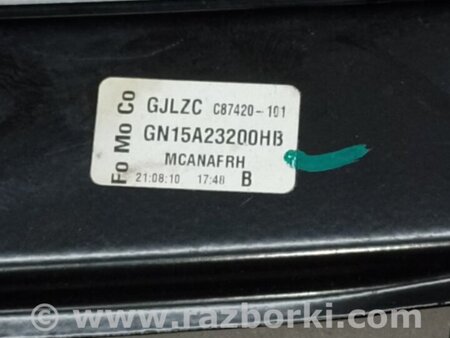 Fo Mo Co
GJLZC C87420-101
GN15A23200HB
MCANAFRH
21:08:10 17:48 B
© www.razborki.com